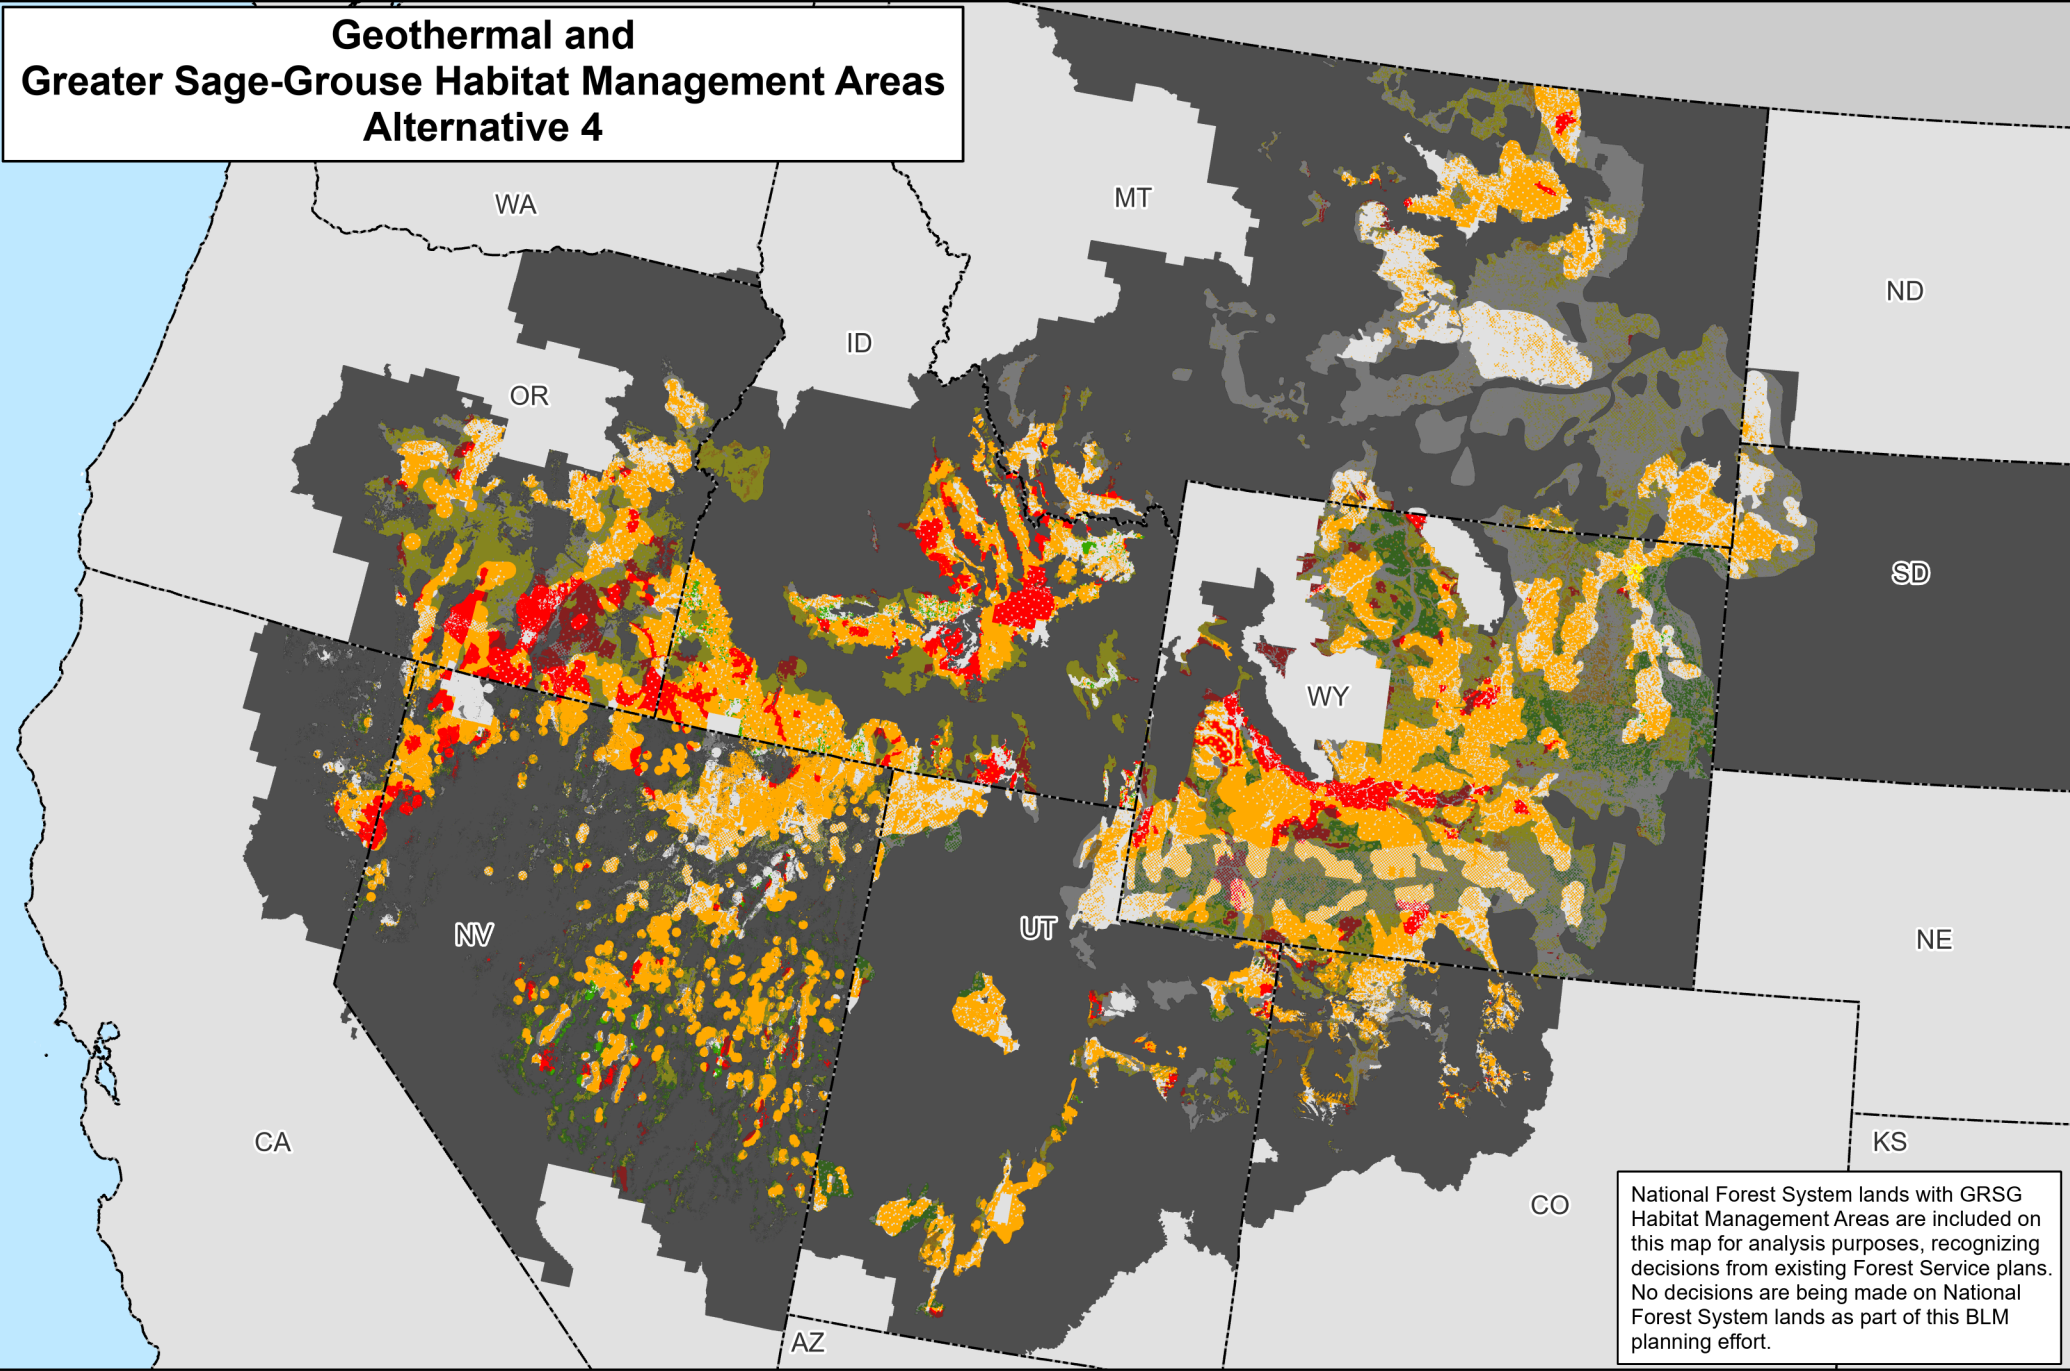 Geothermal and
Greater Sage-Grouse Habitat Management Areas
Alternative 4
WA
MT
ND
ID
OR
SD
WY
NV
UT
NE
CA
KS
CO
AZ
National Forest System lands with GRSG
Habitat Management Areas are included on
this map for analysis purposes, recognizing
decisions from existing Forest Service plans.
No decisions are being made on National
Forest System lands as part of this BLM
planning effort.